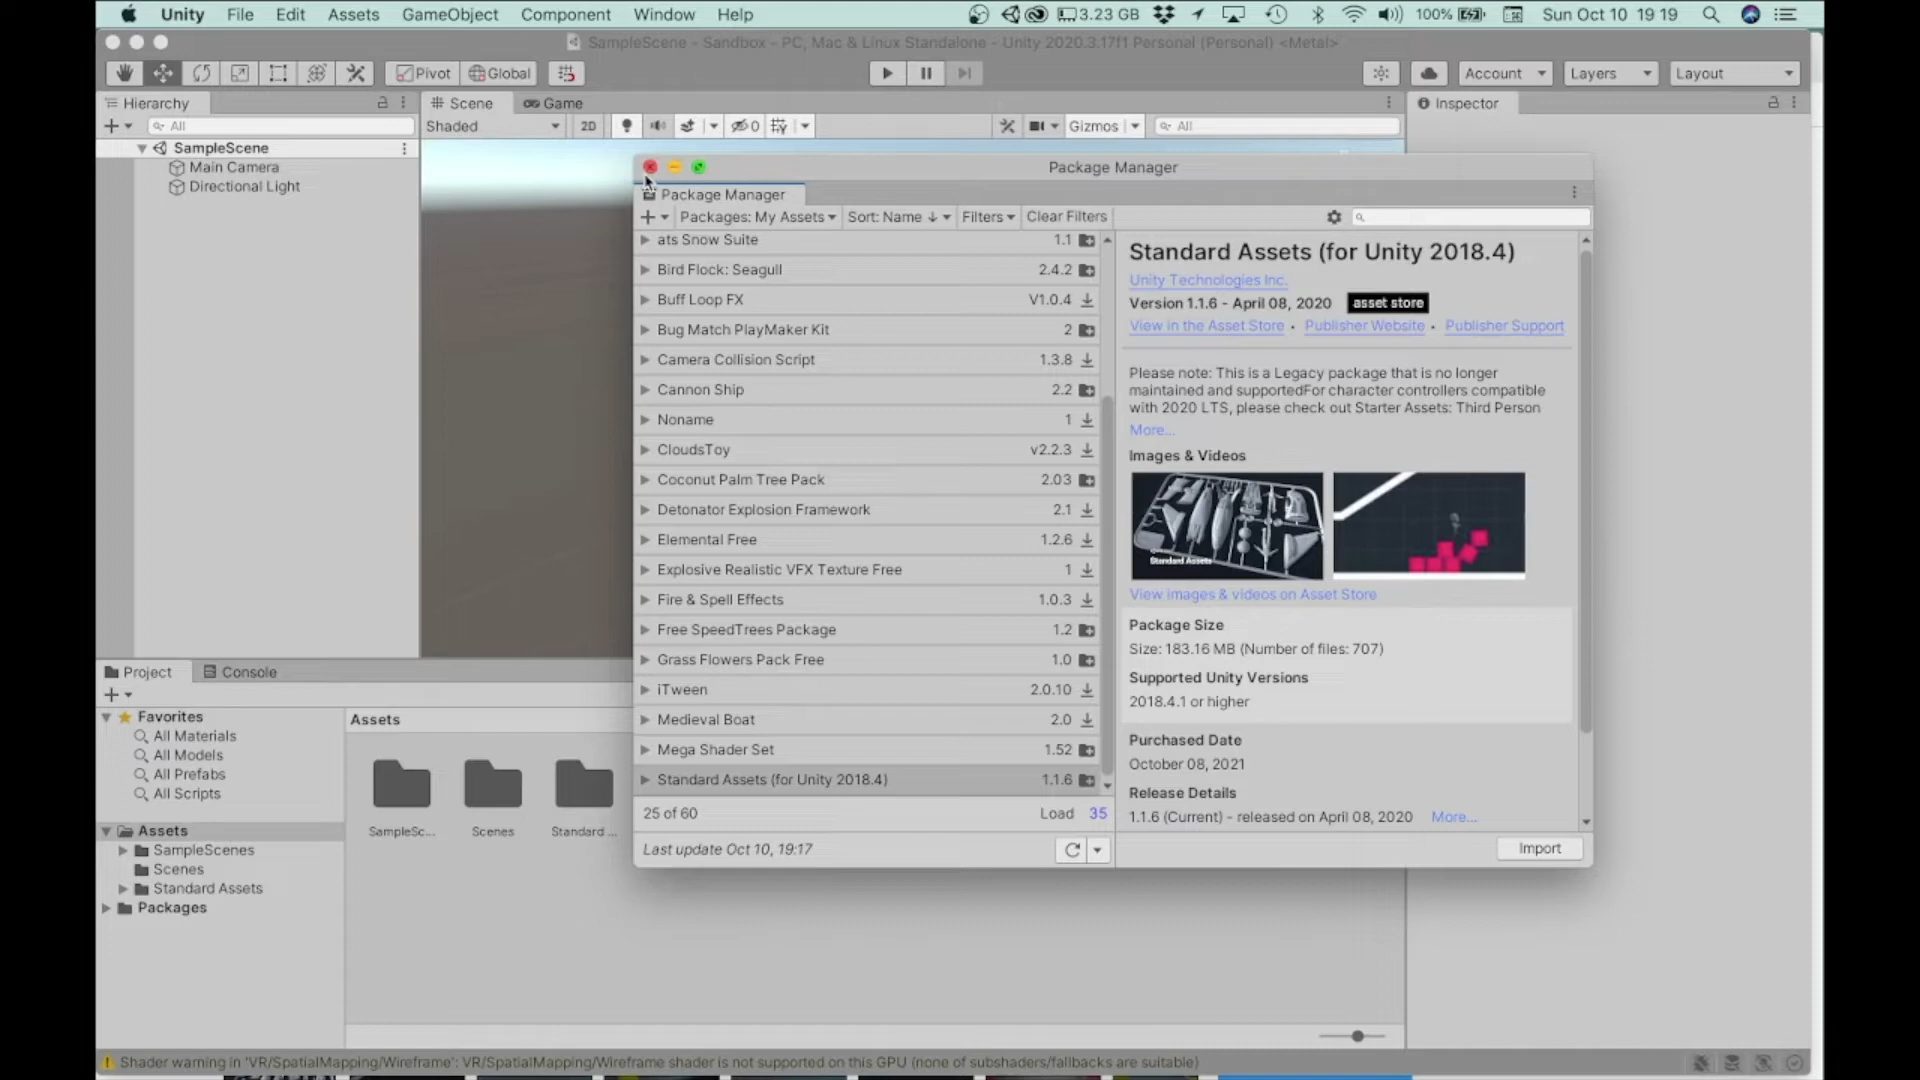 Unity File Edit Assets GameObject Component Window Help 3.23 GB 100% Sun Oct 10 19 19
SampleScene - Sandbox - PC, Mac & Linux Standalone - Unity 2020.3.17f1 Personal (Personal) <Metal>
Pivot Global Account Layers Layout
Hierarchy Scene Game Inspector
All Shaded 2D 0 Gizmos All
SampleScene
Main Camera
Directional Light
Package Manager
Package Manager
Packages: My Assets Sort: Name ↓ Filters Clear Filters
ats Snow Suite 1.1
Bird Flock: Seagull 2.4.2
Buff Loop FX V1.0.4
Bug Match PlayMaker Kit 2
Camera Collision Script 1.3.8
Cannon Ship 2.2
Noname 1
CloudsToy v2.2.3
Coconut Palm Tree Pack 2.03
Detonator Explosion Framework 2.1
Elemental Free 1.2.6
Explosive Realistic VFX Texture Free 1
Fire & Spell Effects 1.0.3
Free SpeedTrees Package 1.2
Grass Flowers Pack Free 1.0
iTween 2.0.10
Medieval Boat 2.0
Mega Shader Set 1.52
Standard Assets (for Unity 2018.4) 1.1.6
25 of 60 Load 35
Last update Oct 10, 19:17
Standard Assets (for Unity 2018.4)
Unity Technologies Inc.
Version 1.1.6 - April 08, 2020 asset store
View in the Asset Store • Publisher Website • Publisher Support
Please note: This is a Legacy package that is no longer
maintained and supportedFor character controllers compatible
with 2020 LTS, please check out Starter Assets: Third Person
More...
Images & Videos
Standard Assets
View images & videos on Asset Store
Package Size
Size: 183.16 MB (Number of files: 707)
Supported Unity Versions
2018.4.1 or higher
Purchased Date
October 08, 2021
Release Details
1.1.6 (Current) - released on April 08, 2020 More...
Import
Project Console
Favorites
All Materials
All Models
All Prefabs
All Scripts
Assets
SampleScenes
Scenes
Standard Assets
Packages
Assets
SampleSc... Scenes Standard ...
Shader warning in 'VR/SpatialMapping/Wireframe': VR/SpatialMapping/Wireframe shader is not supported on this GPU (none of subshaders/fallbacks are suitable)